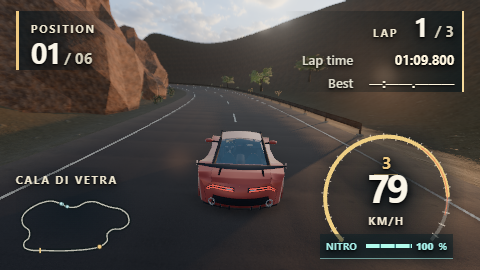 POSITION
01 / 06
LAP 1 / 3
Lap time 01:09.800
Best --:--.---
CALA DI VETRA
3
79
KM/H
NITRO 100 %